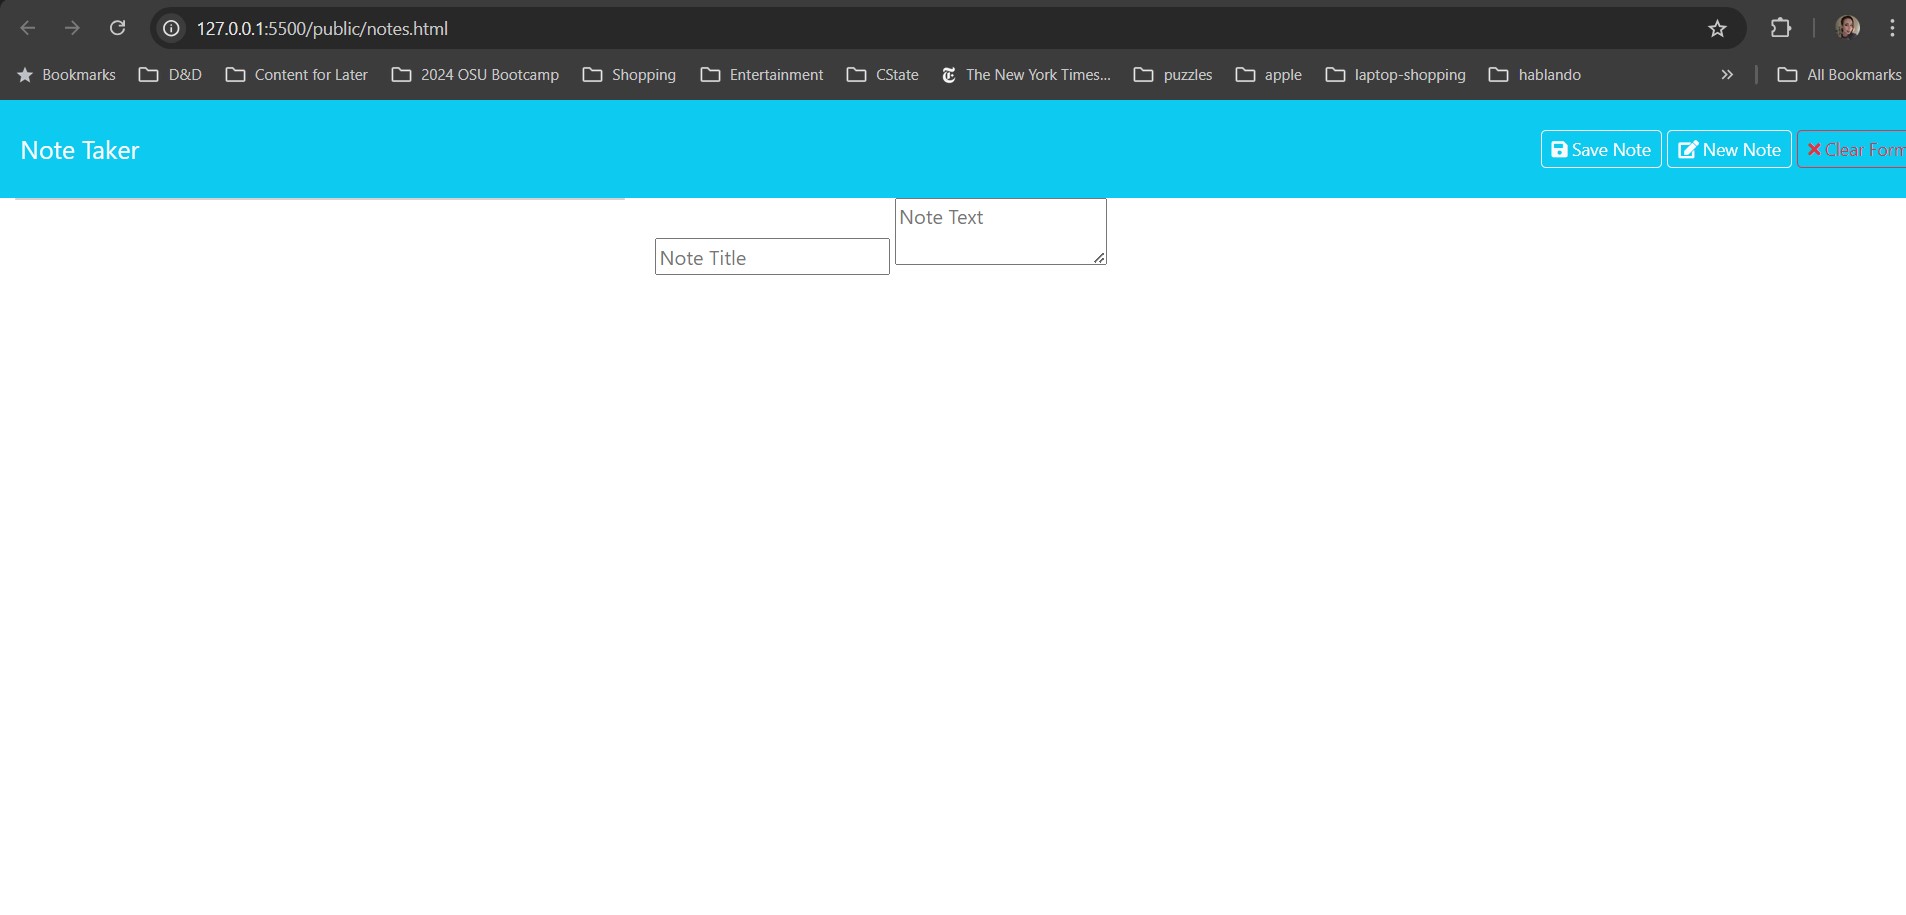 127.0.0.1:5500/public/notes.html
Bookmarks D&D Content for Later 2024 OSU Bootcamp Shopping Entertainment CState The New York Times... puzzles apple laptop-shopping hablando » All Bookmarks
Note Taker Save Note New Note Clear Form
Note Text
Note Title